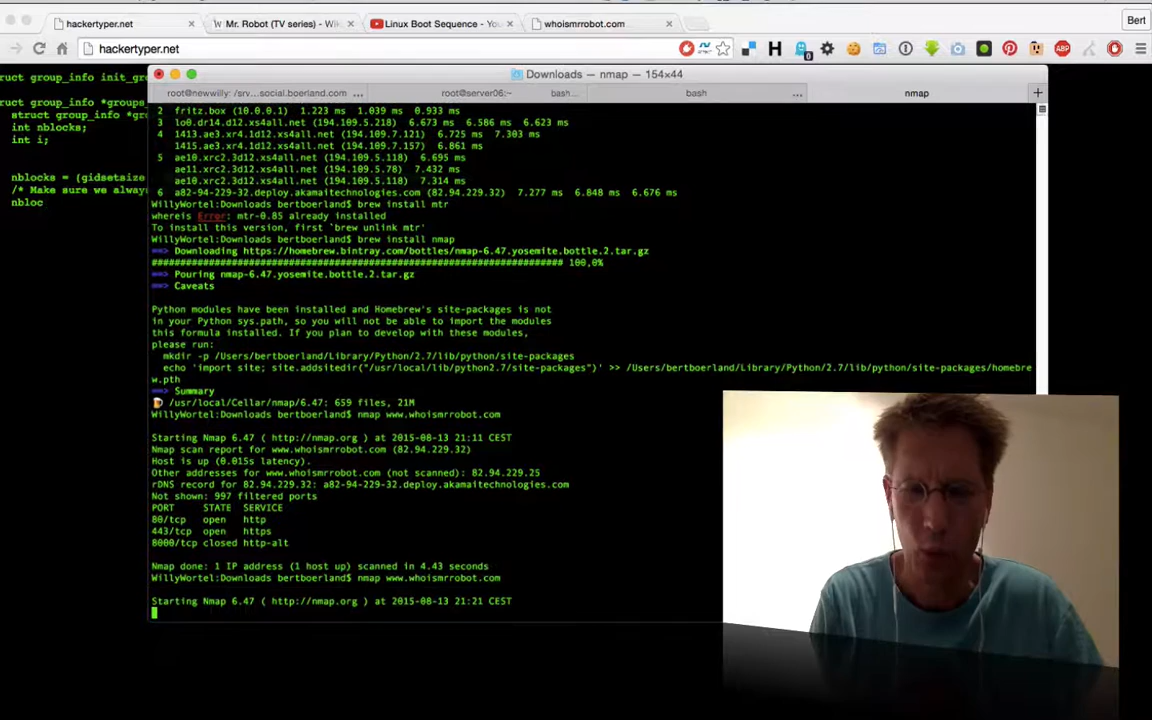 hackertyper.net
Mr. Robot (TV series) - Wik
Linux Boot Sequence - You
whoismrrobot.com
Bert
hackertyper.net
ruct group_info init_gr
ruct group_info *groups_
struct group_info *gro
int nblocks;
int i;
nblocks = (gidsetsize
/* Make sure we always
nbloc
Downloads — nmap — 154×44
root@newwilly: /srv... social.boerland.com ...
root@server06:~ bash...
bash ...
nmap
2 fritz.box (10.0.0.1) 1.223 ms 1.039 ms 0.933 ms
3 lo0.dr14.d12.xs4all.net (194.109.5.218) 6.673 ms 6.586 ms 6.623 ms
4 1413.ae3.xr4.1d12.xs4all.net (194.109.7.121) 6.725 ms 7.303 ms
1415.ae3.xr4.1d12.xs4all.net (194.109.7.157) 6.861 ms
5 ae10.xrc2.3d12.xs4all.net (194.109.5.118) 6.695 ms
ae11.xrc2.3d12.xs4all.net (194.109.5.78) 7.432 ms
ae10.xrc2.3d12.xs4all.net (194.109.5.118) 7.314 ms
6 a82-94-229-32.deploy.akamaitechnologies.com (82.94.229.32) 7.277 ms 6.848 ms 6.676 ms
WillyWortel:Downloads bertboerland$ brew install mtr
whereis Error: mtr-0.85 already installed
To install this version, first `brew unlink mtr'
WillyWortel:Downloads bertboerland$ brew install nmap
==> Downloading https://homebrew.bintray.com/bottles/nmap-6.47.yosemite.bottle.2.tar.gz
######################################################################## 100,0%
==> Pouring nmap-6.47.yosemite.bottle.2.tar.gz
==> Caveats
Python modules have been installed and Homebrew's site-packages is not
in your Python sys.path, so you will not be able to import the modules
this formula installed. If you plan to develop with these modules,
please run:
mkdir -p /Users/bertboerland/Library/Python/2.7/lib/python/site-packages
echo 'import site; site.addsitedir("/usr/local/lib/python2.7/site-packages")' >> /Users/bertboerland/Library/Python/2.7/lib/python/site-packages/homebre
w.pth
==> Summary
/usr/local/Cellar/nmap/6.47: 659 files, 21M
WillyWortel:Downloads bertboerland$ nmap www.whoismrrobot.com
Starting Nmap 6.47 ( http://nmap.org ) at 2015-08-13 21:11 CEST
Nmap scan report for www.whoismrrobot.com (82.94.229.32)
Host is up (0.015s latency).
Other addresses for www.whoismrrobot.com (not scanned): 82.94.229.25
rDNS record for 82.94.229.32: a82-94-229-32.deploy.akamaitechnologies.com
Not shown: 997 filtered ports
PORT STATE SERVICE
80/tcp open http
443/tcp open https
8000/tcp closed http-alt
Nmap done: 1 IP address (1 host up) scanned in 4.43 seconds
WillyWortel:Downloads bertboerland$ nmap www.whoismrrobot.com
Starting Nmap 6.47 ( http://nmap.org ) at 2015-08-13 21:21 CEST